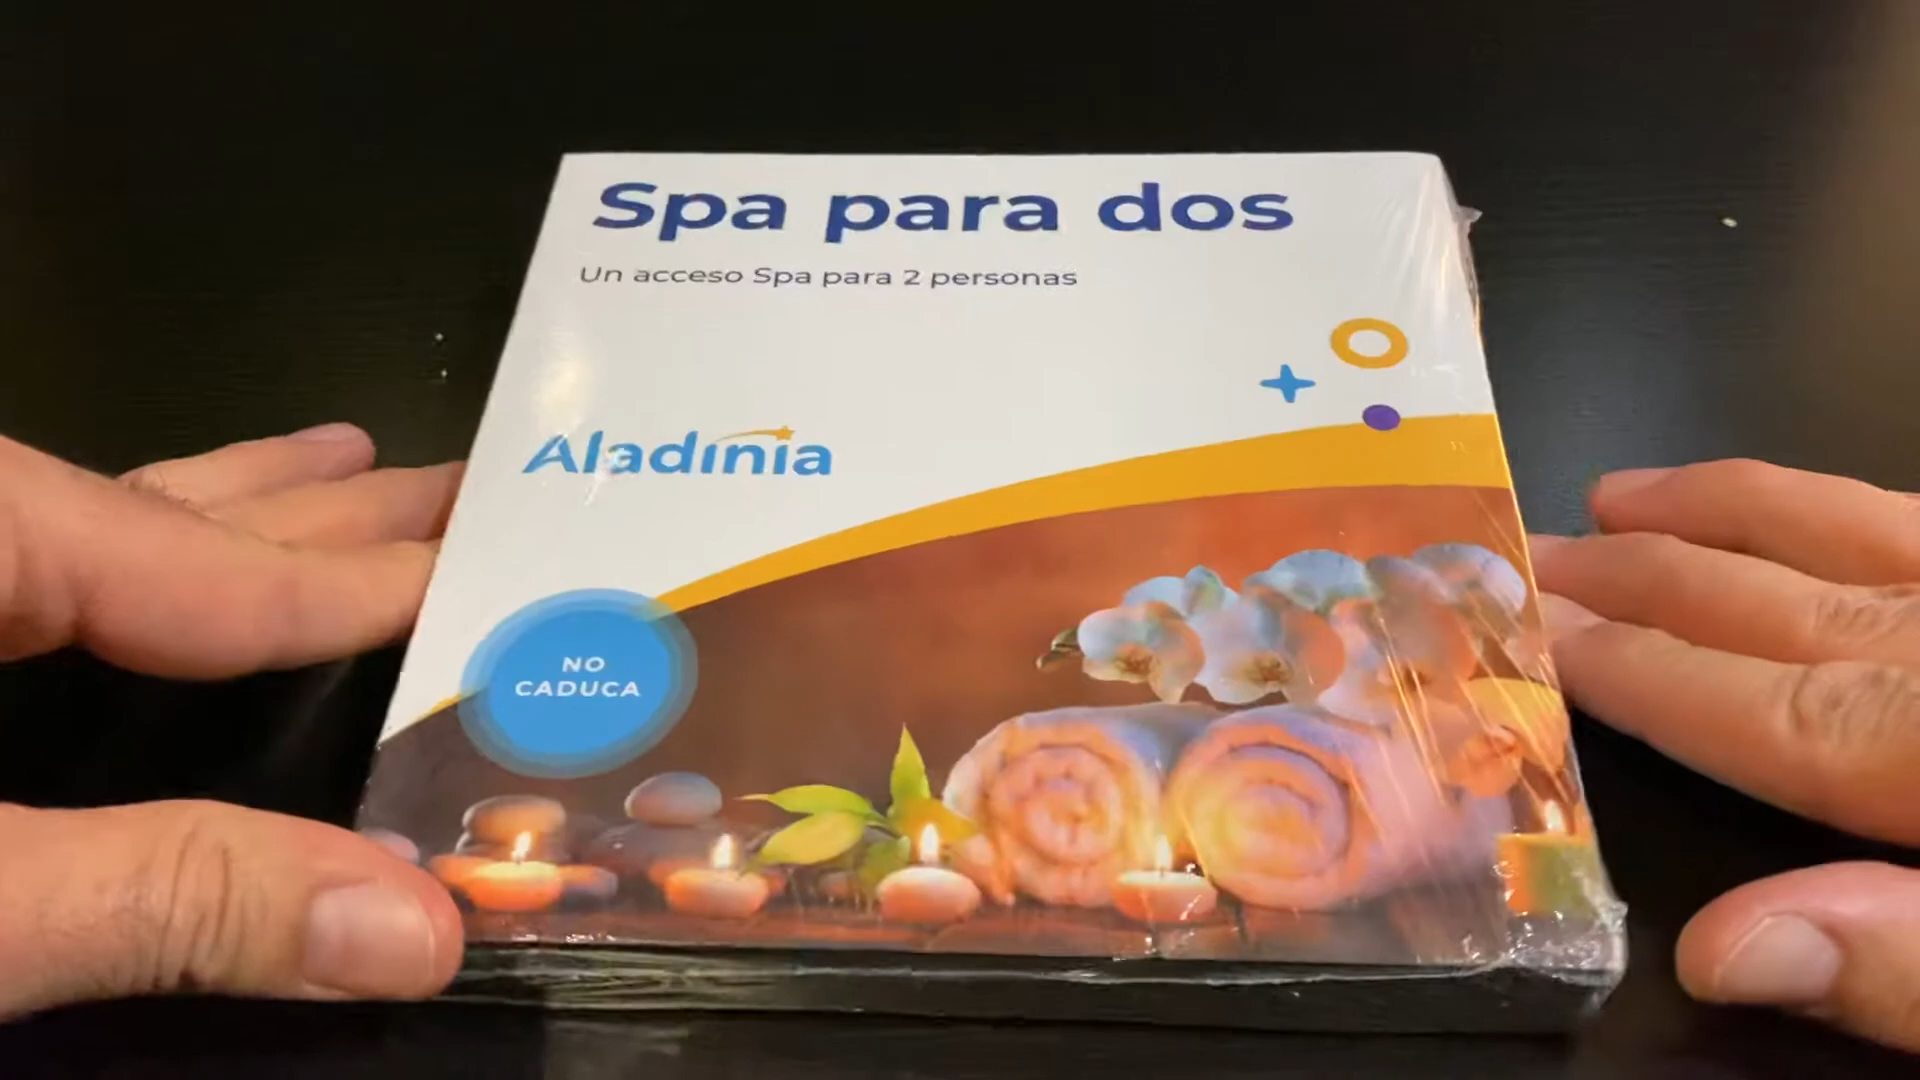 Spa para dos
Un acceso Spa para 2 personas
Aladinia
NO
CADUCA